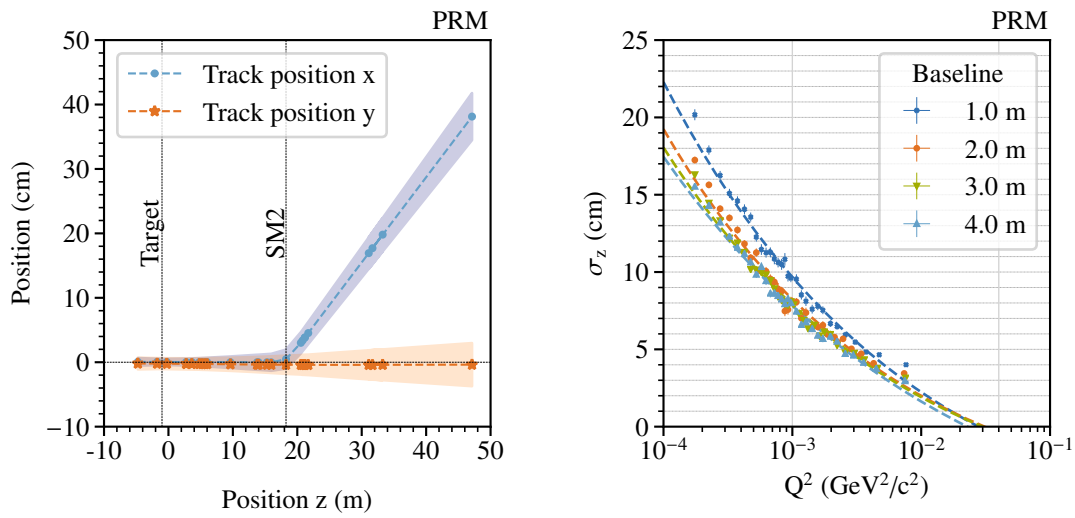 PRM
50
40
30
20
10
0
−10
Position (cm)
Track position x
Track position y
Target
SM2
-10
0
10
20
30
40
50
Position z (m)
PRM
25
20
15
10
5
0
σz (cm)
Baseline
1.0 m
2.0 m
3.0 m
4.0 m
10⁻⁴
10⁻³
10⁻²
10⁻¹
Q² (GeV²/c²)